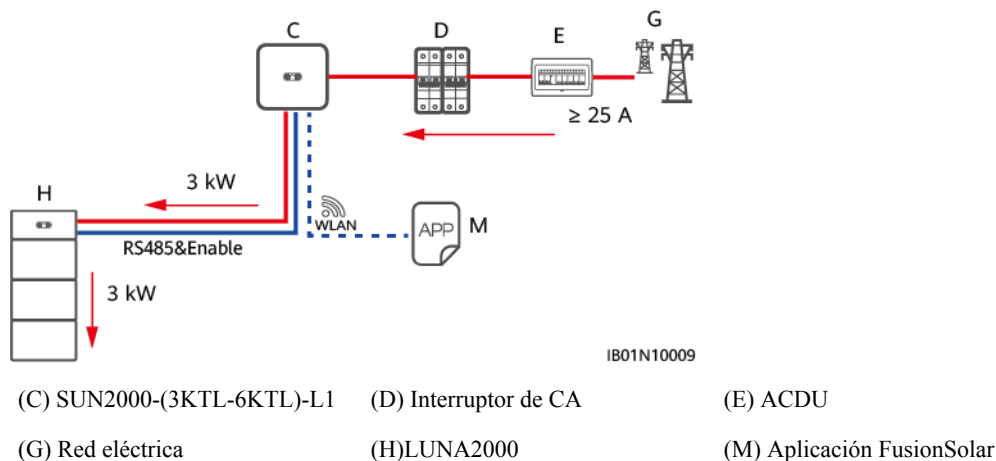 C
D
E
G
≥ 25 A
3 kW
H
WLAN
APP
M
RS485&Enable
3 kW
IB01N10009
(C) SUN2000-(3KTL-6KTL)-L1 (D) Interruptor de CA (E) ACDU
(G) Red eléctrica (H)LUNA2000 (M) Aplicación FusionSolar